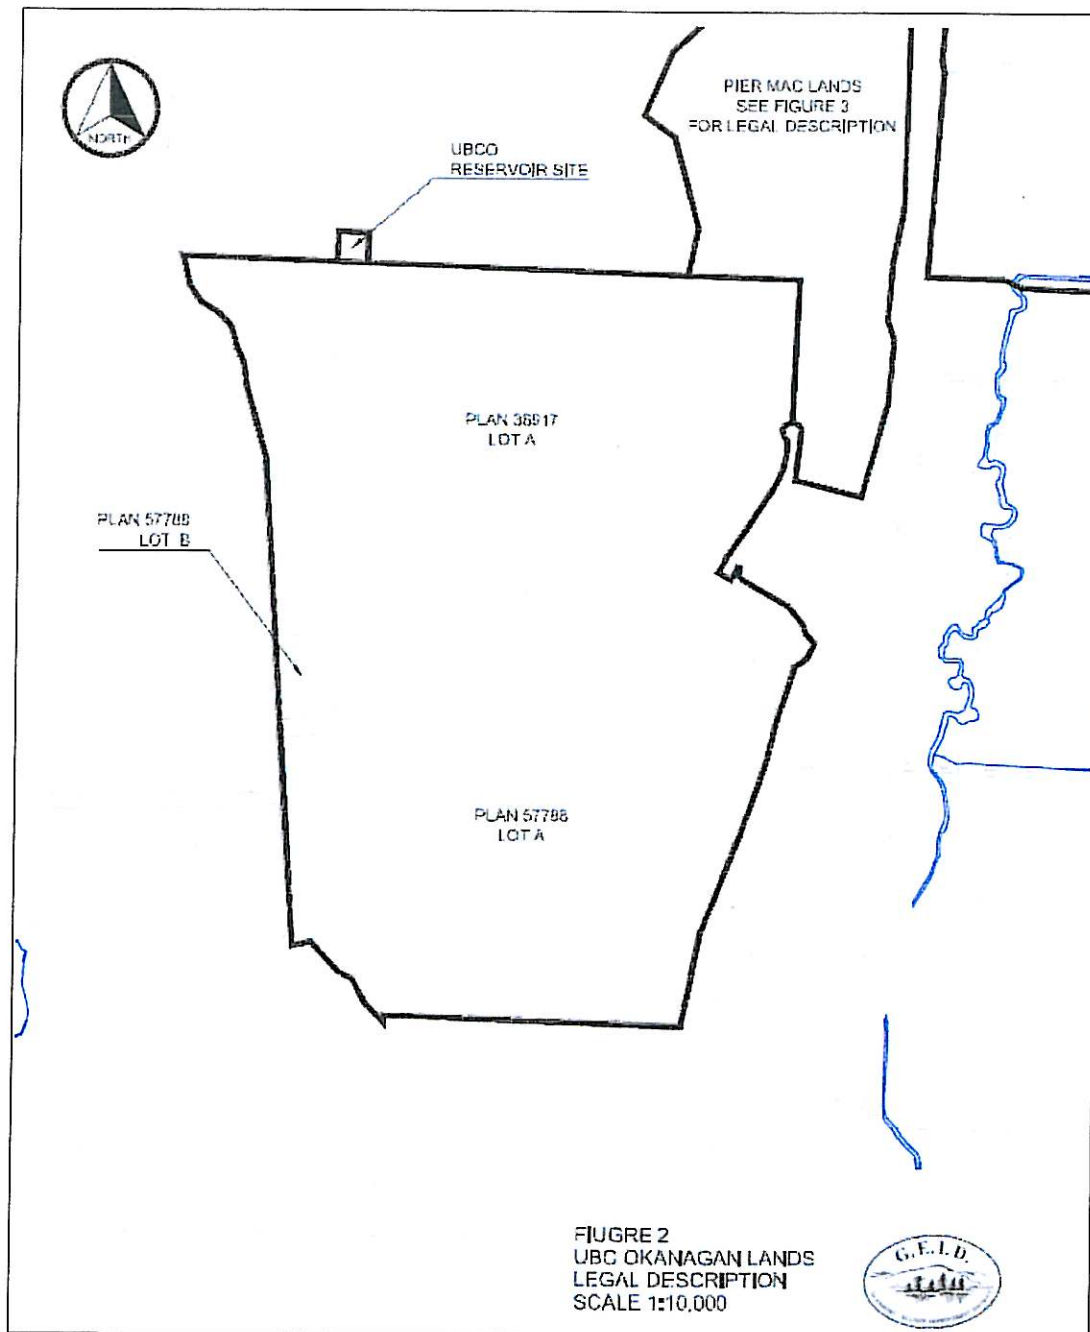 NORTH
PIER MAC LANDS
SEE FIGURE 3
FOR LEGAL DESCRIPTION
UBCO
RESERVOIR SITE
PLAN 36917
LOT A
PLAN 57788
LOT B
PLAN 57788
LOT A
FIUGRE 2
UBC OKANAGAN LANDS
LEGAL DESCRIPTION
SCALE 1:10,000
G.E.I.D.